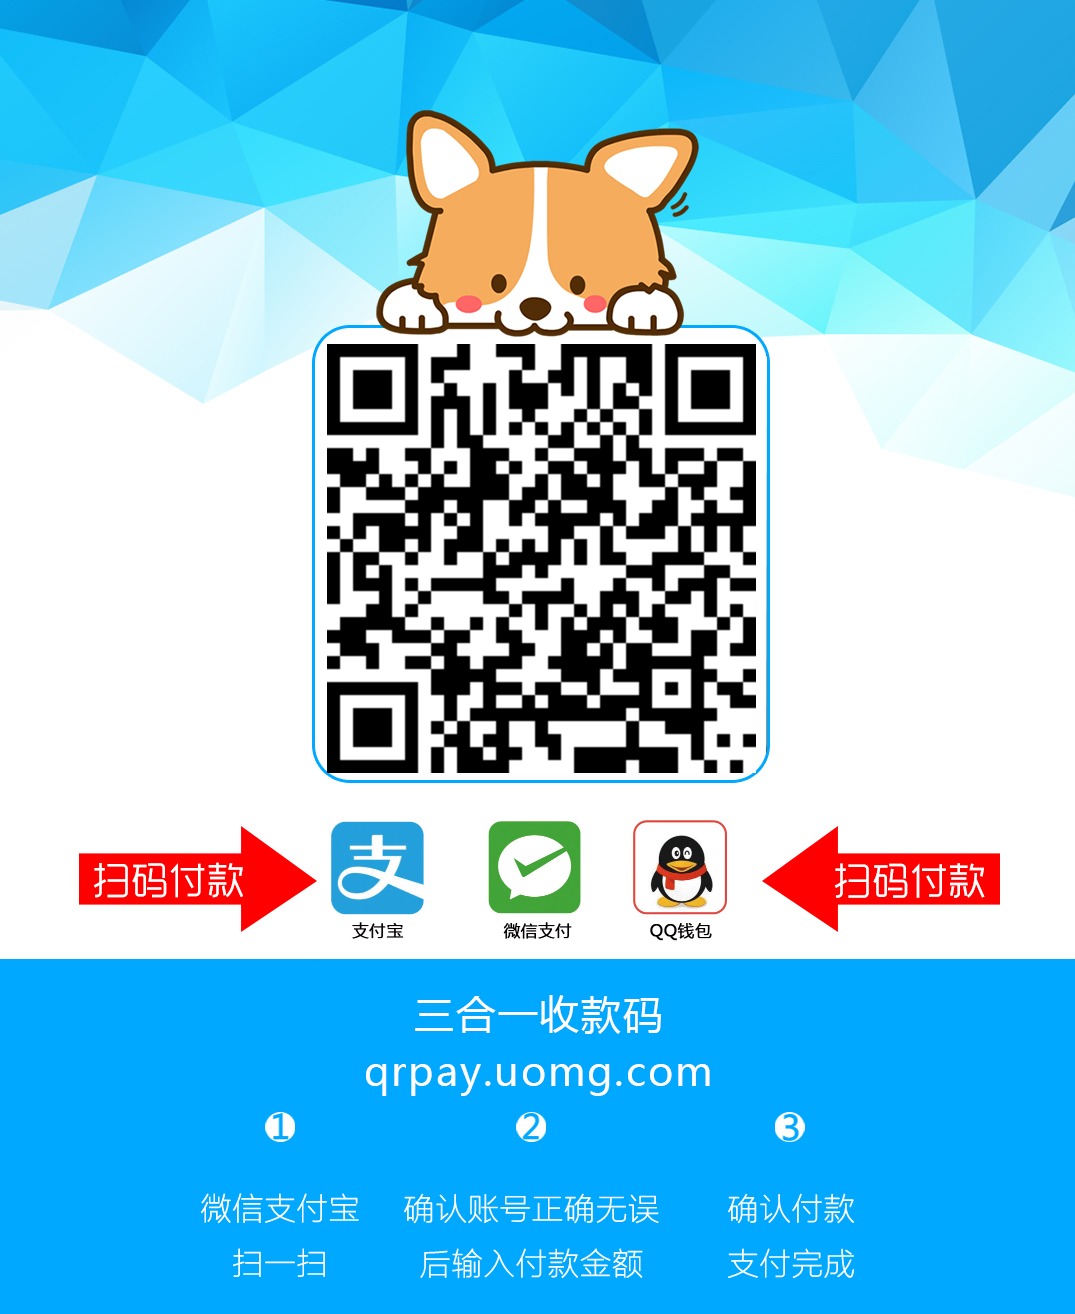 扫码付款
支付宝
微信支付
QQ钱包
扫码付款
三合一收款码
qrpay.uomg.com
1 2 3
微信支付宝 确认账号正确无误 确认付款
扫一扫 后输入付款金额 支付完成